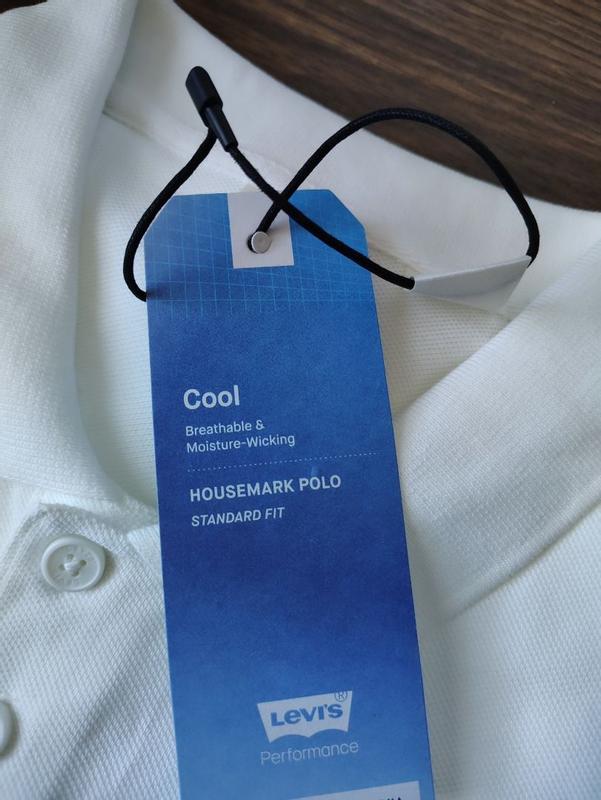 Cool
Breathable &
Moisture-Wicking
HOUSEMARK POLO
STANDARD FIT
LEVI'S ®
Performance